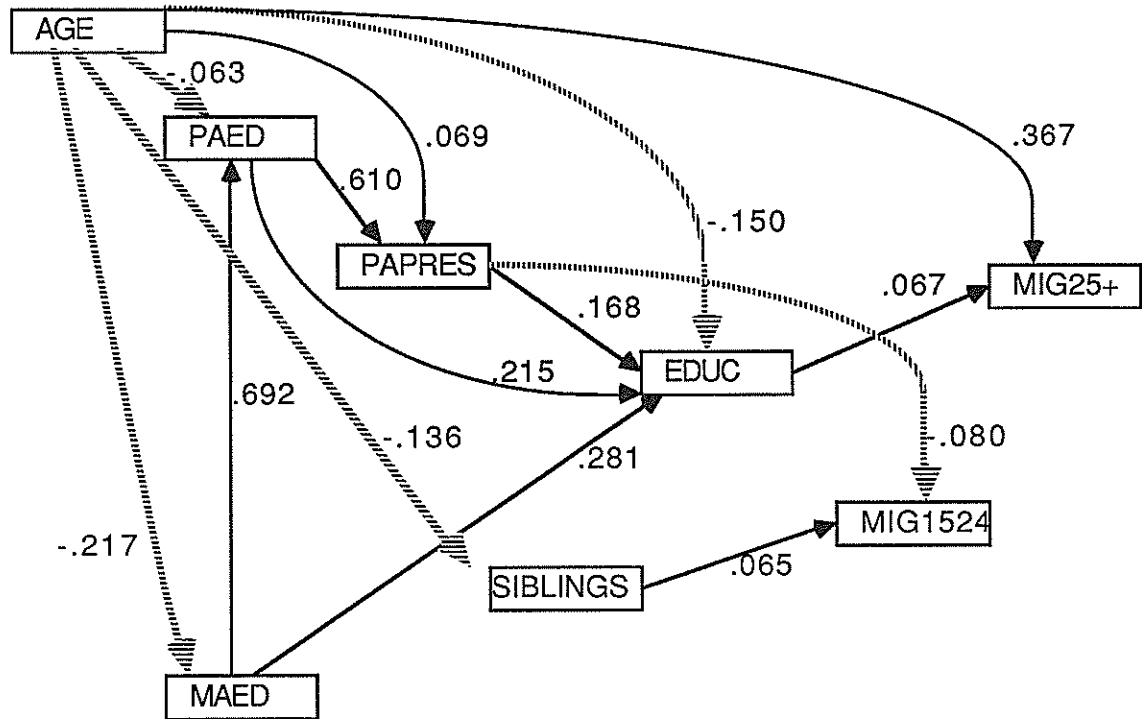 AGE
-.063
PAED
.069
.367
.610
-.150
PAPRES
MIG25+
.067
.168
EDUC
.215
.692
-.136
.281
-.080
MIG1524
-.217
.065
SIBLINGS
MAED